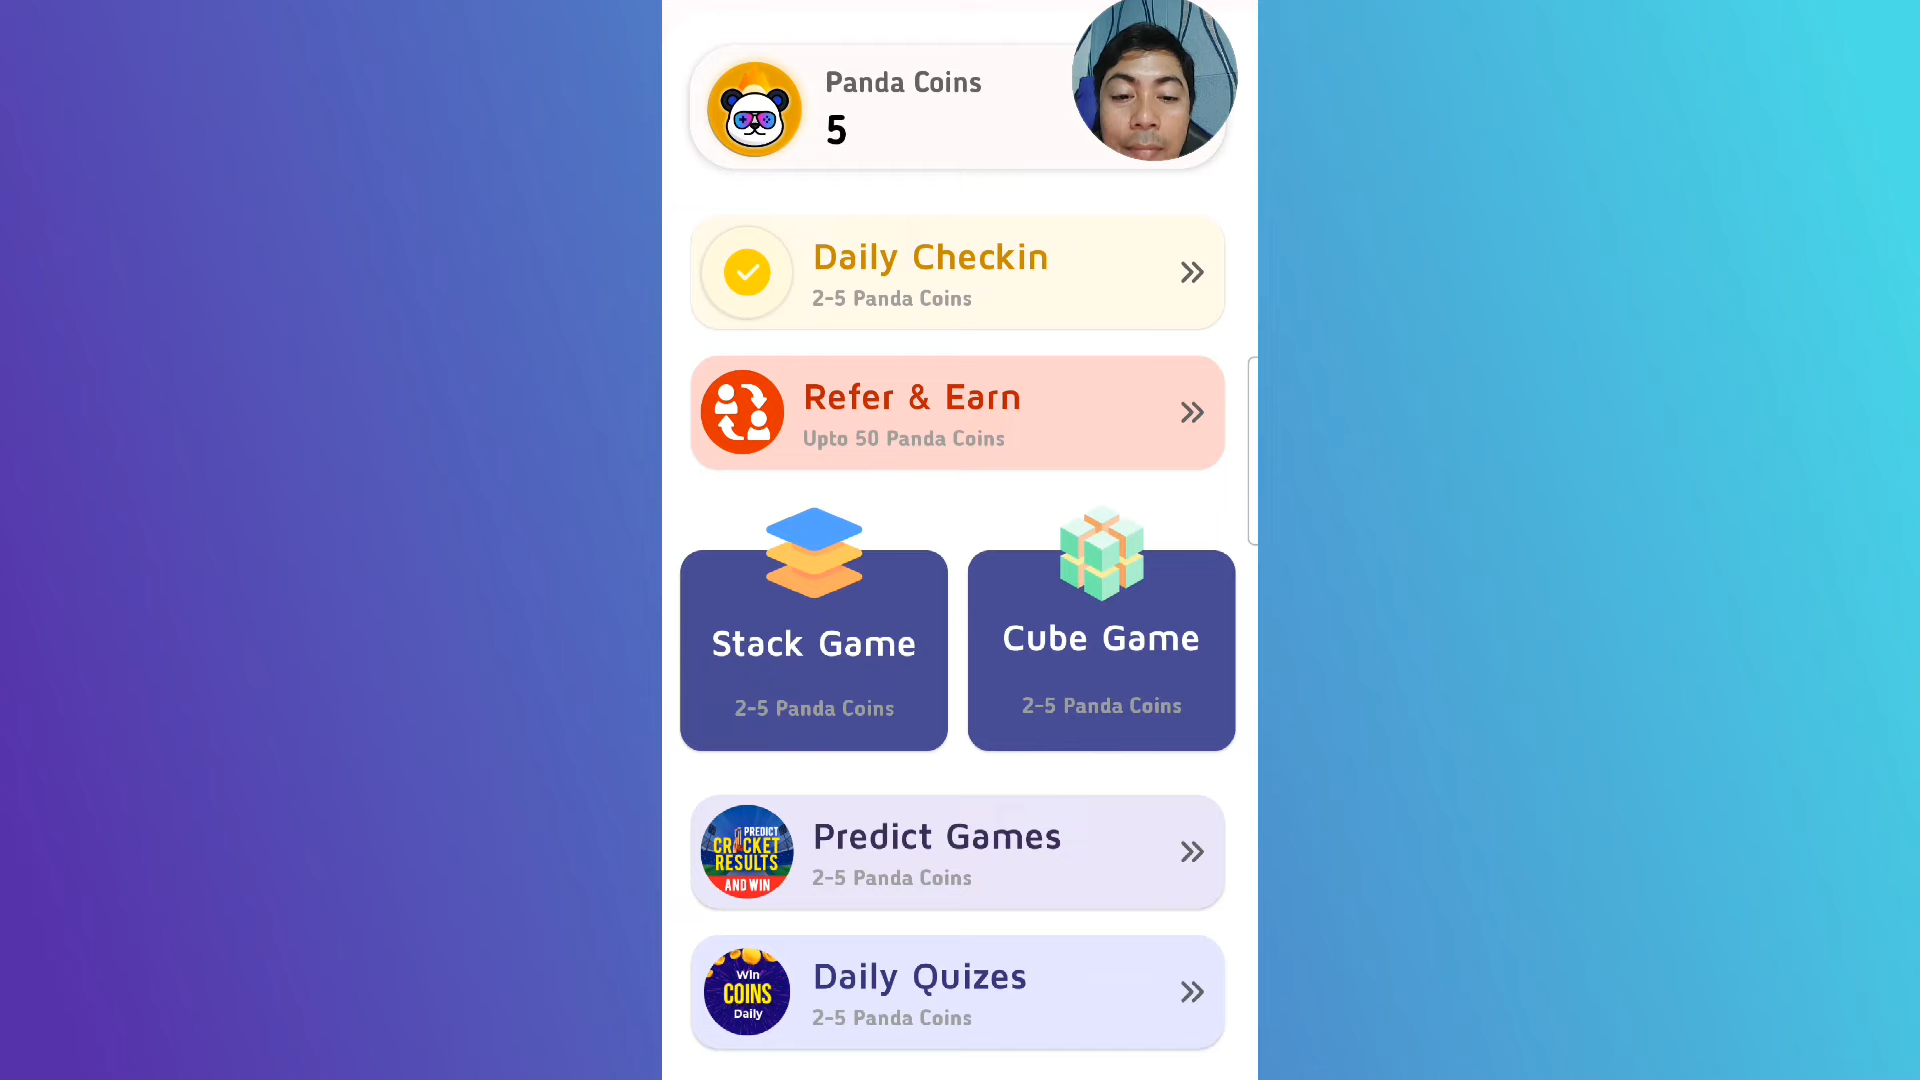 Panda Coins
5
Daily Checkin
2-5 Panda Coins
Refer & Earn
Upto 50 Panda Coins
Stack Game
2-5 Panda Coins
Cube Game
2-5 Panda Coins
PREDICT
CRICKET
RESULTS
AND WIN
Predict Games
2-5 Panda Coins
Win
COINS
Daily
Daily Quizes
2-5 Panda Coins